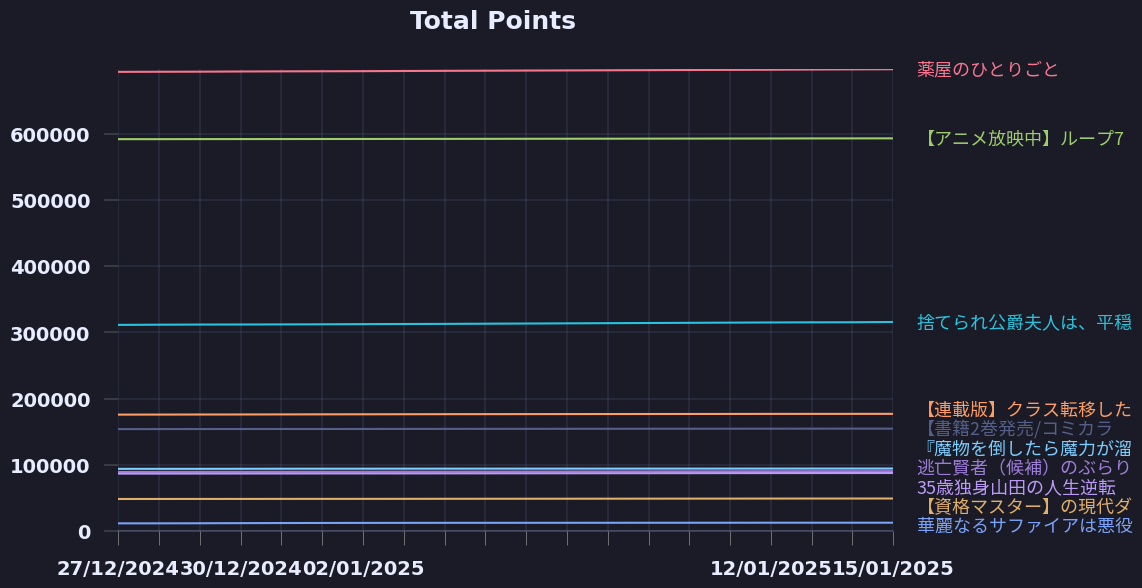 Total Points
薬屋のひとりごと
600000
【アニメ放映中】ループ7
500000
400000
300000
捨てられ公爵夫人は、平穏
200000
【連載版】クラス転移した
【書籍2巻発売/コミカラ
『魔物を倒したら魔力が溜
100000
逃亡賢者（候補）のぶらり
35歳独身山田の人生逆転
【資格マスター】の現代ダ
華麗なるサファイアは悪役
0
27/12/2024 30/12/2024 02/01/2025 12/01/2025 15/01/2025